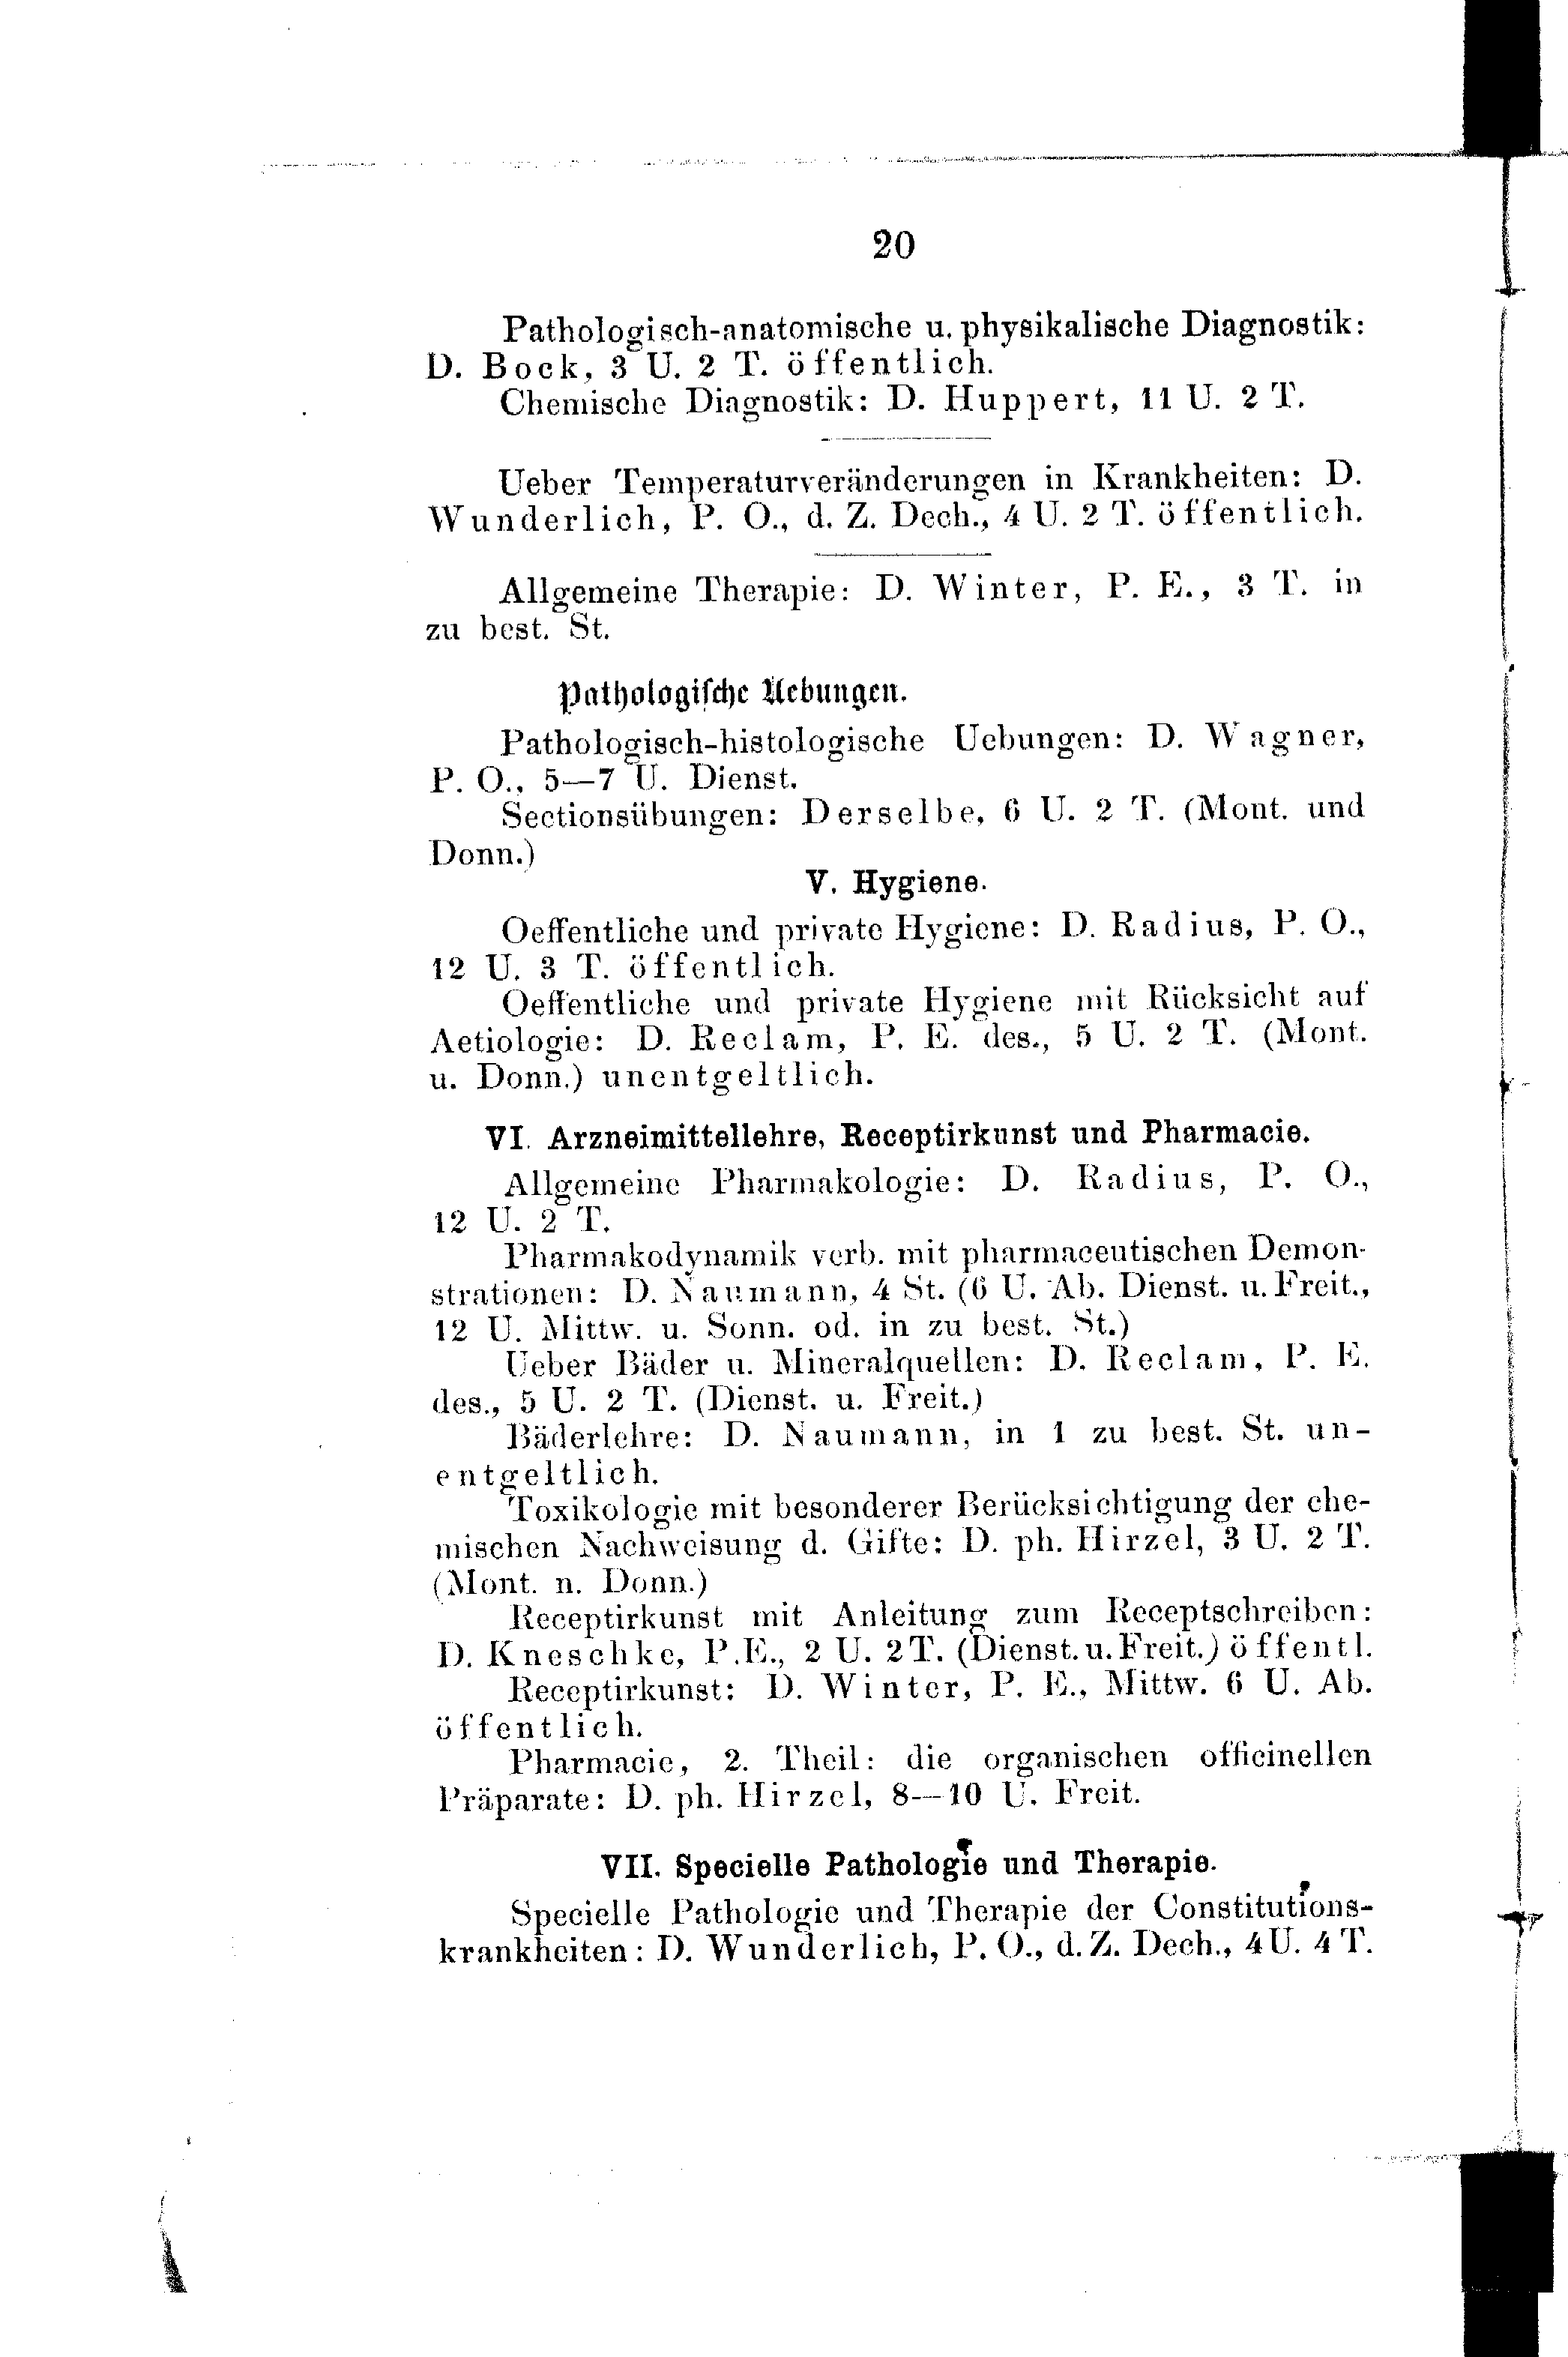 20
Pathologisch-anatomische u. physikalische Diagnostik:
D. Bock, 3 U. 2 T. öffentlich.
Chemische Diagnostik: D. Huppert, 11 U. 2 T.
Ueber Temperaturveränderungen in Krankheiten: D.
Wunderlich, P. O., d. Z. Dech., 4 U. 2 T. öffentlich.
Allgemeine Therapie: D. Winter, P. E., 3 T. in
zu best. St.
Pathologische Uebungen.
Pathologisch-histologische Uebungen: D. Wagner,
P. O., 5—7 U. Dienst.
Sectionsübungen: Derselbe, 6 U. 2 T. (Mont. und
Donn.)
V. Hygiene.
Oeffentliche und private Hygiene: D. Radius, P. O.,
12 U. 3 T. öffentlich.
Oeffentliche und private Hygiene mit Rücksicht auf
Aetiologie: D. Reclam, P. E. des., 5 U. 2 T. (Mont.
u. Donn.) unentgeltlich.
VI. Arzneimittellehre, Receptirkunst und Pharmacie.
Allgemeine Pharmakologie: D. Radius, P. O.,
12 U. 2 T.
Pharmakodynamik verb. mit pharmaceutischen Demon-
strationen: D. Naumann, 4 St. (6 U. Ab. Dienst. u. Freit.,
12 U. Mittw. u. Sonn. od. in zu best. St.)
Ueber Bäder u. Mineralquellen: D. Reclam, P. E.
des., 5 U. 2 T. (Dienst. u. Freit.)
Bäderlehre: D. Naumann, in 1 zu best. St. un-
entgeltlich.
Toxikologie mit besonderer Berücksichtigung der che-
mischen Nachweisung d. Gifte: D. ph. Hirzel, 3 U. 2 T.
(Mont. n. Donn.)
Receptirkunst mit Anleitung zum Receptschreiben:
D. Kneschke, P. E., 2 U. 2 T. (Dienst. u. Freit.) öffentl.
Receptirkunst: D. Winter, P. E., Mittw. 6 U. Ab.
öffentlich.
Pharmacie, 2. Theil: die organischen officinellen
Präparate: D. ph. Hirzel, 8—10 U. Freit.
VII. Specielle Pathologie und Therapie.
Specielle Pathologie und Therapie der Constitutions-
krankheiten: D. Wunderlich, P. O., d. Z. Dech., 4 U. 4 T.